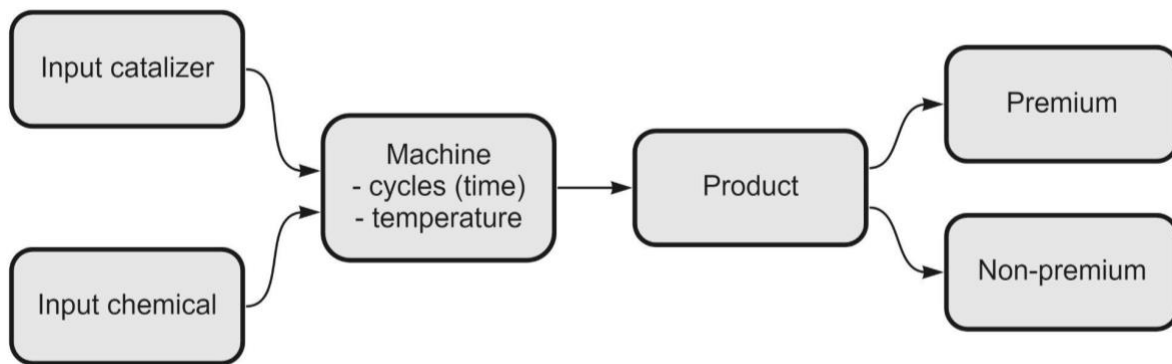 Input catalizer
Input chemical
Machine
- cycles (time)
- temperature
Product
Premium
Non-premium